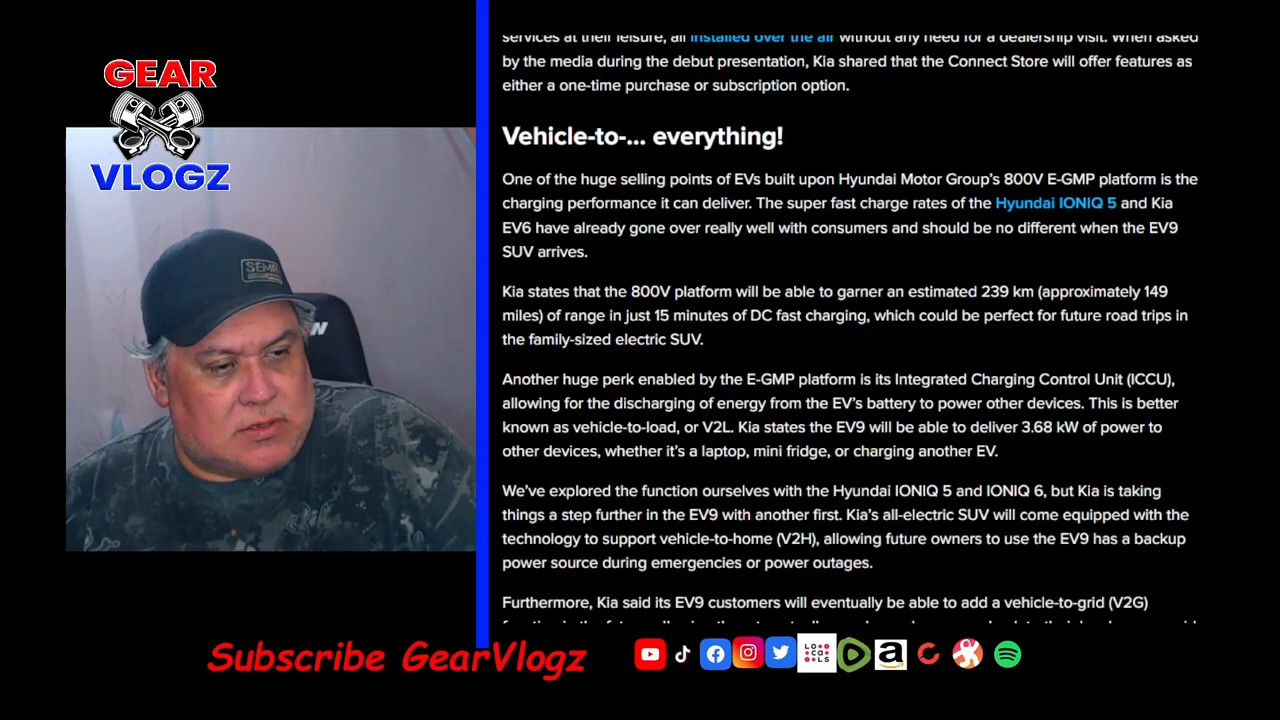 GEAR
VLOGZ
SEMA
services at their leisure, all installed over the air without any need for a dealership visit. When asked
by the media during the debut presentation, Kia shared that the Connect Store will offer features as
either a one-time purchase or subscription option.
Vehicle-to-... everything!
One of the huge selling points of EVs built upon Hyundai Motor Group's 800V E-GMP platform is the
charging performance it can deliver. The super fast charge rates of the Hyundai IONIQ 5 and Kia
EV6 have already gone over really well with consumers and should be no different when the EV9
SUV arrives.
Kia states that the 800V platform will be able to garner an estimated 239 km (approximately 149
miles) of range in just 15 minutes of DC fast charging, which could be perfect for future road trips in
the family-sized electric SUV.
Another huge perk enabled by the E-GMP platform is its Integrated Charging Control Unit (ICCU),
allowing for the discharging of energy from the EV's battery to power other devices. This is better
known as vehicle-to-load, or V2L. Kia states the EV9 will be able to deliver 3.68 kW of power to
other devices, whether it's a laptop, mini fridge, or charging another EV.
We've explored the function ourselves with the Hyundai IONIQ 5 and IONIQ 6, but Kia is taking
things a step further in the EV9 with another first. Kia's all-electric SUV will come equipped with the
technology to support vehicle-to-home (V2H), allowing future owners to use the EV9 has a backup
power source during emergencies or power outages.
Furthermore, Kia said its EV9 customers will eventually be able to add a vehicle-to-grid (V2G)
Subscribe GearVlogz
LOCALS
a